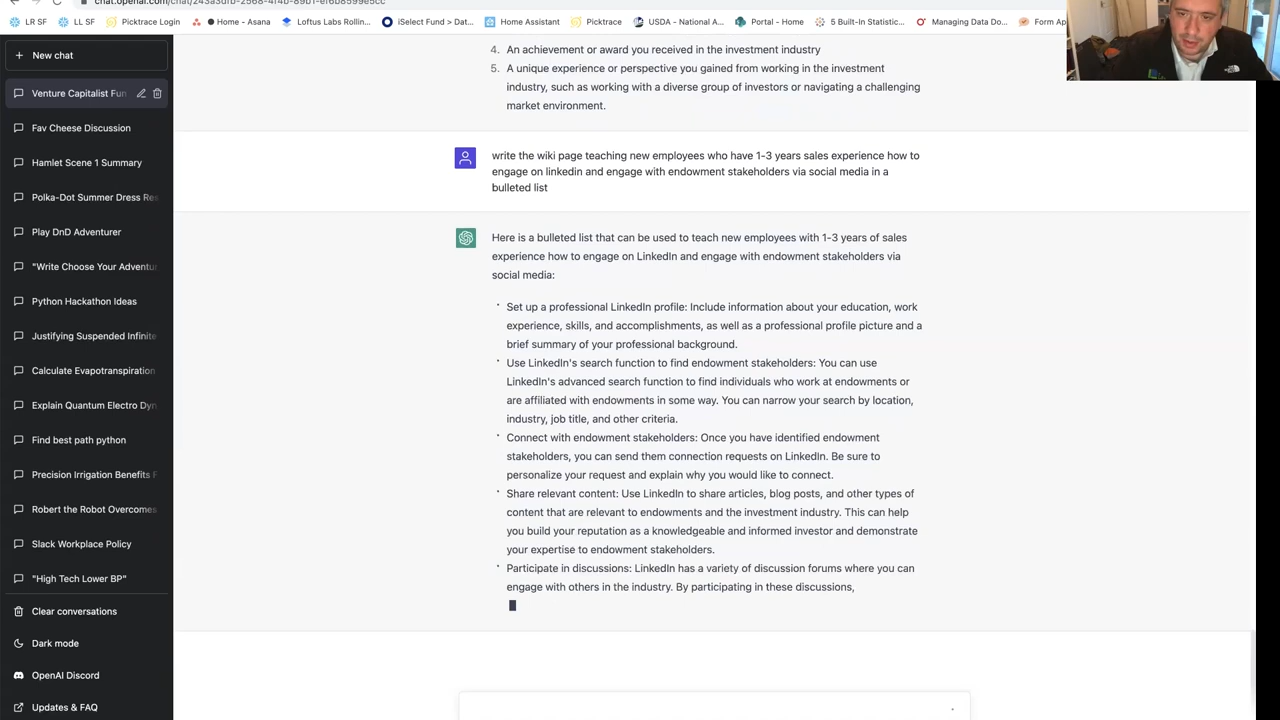 LR SF
LL SF
Picktrace Login
Home - Asana
Loftus Labs Rollin...
iSelect Fund > Dat...
Home Assistant
Picktrace
USDA - National A...
Portal - Home
5 Built-In Statistic...
Managing Data Do...
Form Ap
New chat
Venture Capitalist Fun
Fav Cheese Discussion
Hamlet Scene 1 Summary
Polka-Dot Summer Dress Res
Play DnD Adventurer
"Write Choose Your Adventur
Python Hackathon Ideas
Justifying Suspended Infinite
Calculate Evapotranspiration
Explain Quantum Electro Dyn
Find best path python
Precision Irrigation Benefits F
Robert the Robot Overcomes
Slack Workplace Policy
"High Tech Lower BP"
Clear conversations
Dark mode
OpenAI Discord
Updates & FAQ
4. An achievement or award you received in the investment industry
5. A unique experience or perspective you gained from working in the investment
industry, such as working with a diverse group of investors or navigating a challenging
market environment.
write the wiki page teaching new employees who have 1-3 years sales experience how to
engage on linkedin and engage with endowment stakeholders via social media in a
bulleted list
Here is a bulleted list that can be used to teach new employees with 1-3 years of sales
experience how to engage on LinkedIn and engage with endowment stakeholders via
social media:
• Set up a professional LinkedIn profile: Include information about your education, work
experience, skills, and accomplishments, as well as a professional profile picture and a
brief summary of your professional background.
• Use LinkedIn's search function to find endowment stakeholders: You can use
LinkedIn's advanced search function to find individuals who work at endowments or
are affiliated with endowments in some way. You can narrow your search by location,
industry, job title, and other criteria.
• Connect with endowment stakeholders: Once you have identified endowment
stakeholders, you can send them connection requests on LinkedIn. Be sure to
personalize your request and explain why you would like to connect.
• Share relevant content: Use LinkedIn to share articles, blog posts, and other types of
content that are relevant to endowments and the investment industry. This can help
you build your reputation as a knowledgeable and informed investor and demonstrate
your expertise to endowment stakeholders.
• Participate in discussions: LinkedIn has a variety of discussion forums where you can
engage with others in the industry. By participating in these discussions,